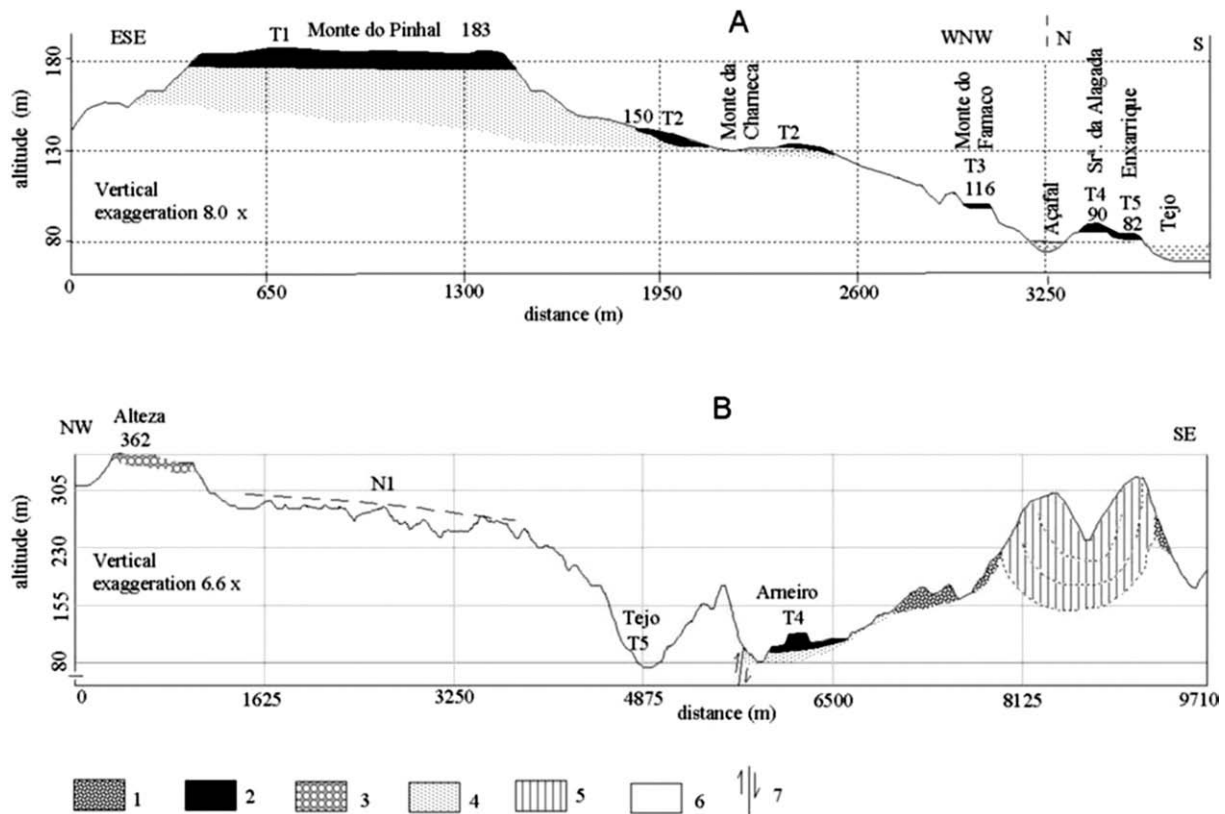 A
ESE
T1 Monte do Pinhal 183
WNW
N
S
180
130
80
altitude (m)
150 T2
Monte da
Charneca
T2
Monte do
Famaco
T3
116
Açafal
Srª. da Alagada
T4
90
Enxarrique
T5
82
Tejo
Vertical
exaggeration 8.0 x
0 650 1300 1950 2600 3250
distance (m)
B
NW
SE
Alteza
362
N1
305
230
155
80
altitude (m)
Vertical
exaggeration 6.6 x
Tejo
T5
Arneiro
T4
0 1625 3250 4875 6500 8125 9710
distance (m)
1 2 3 4 5 6 7